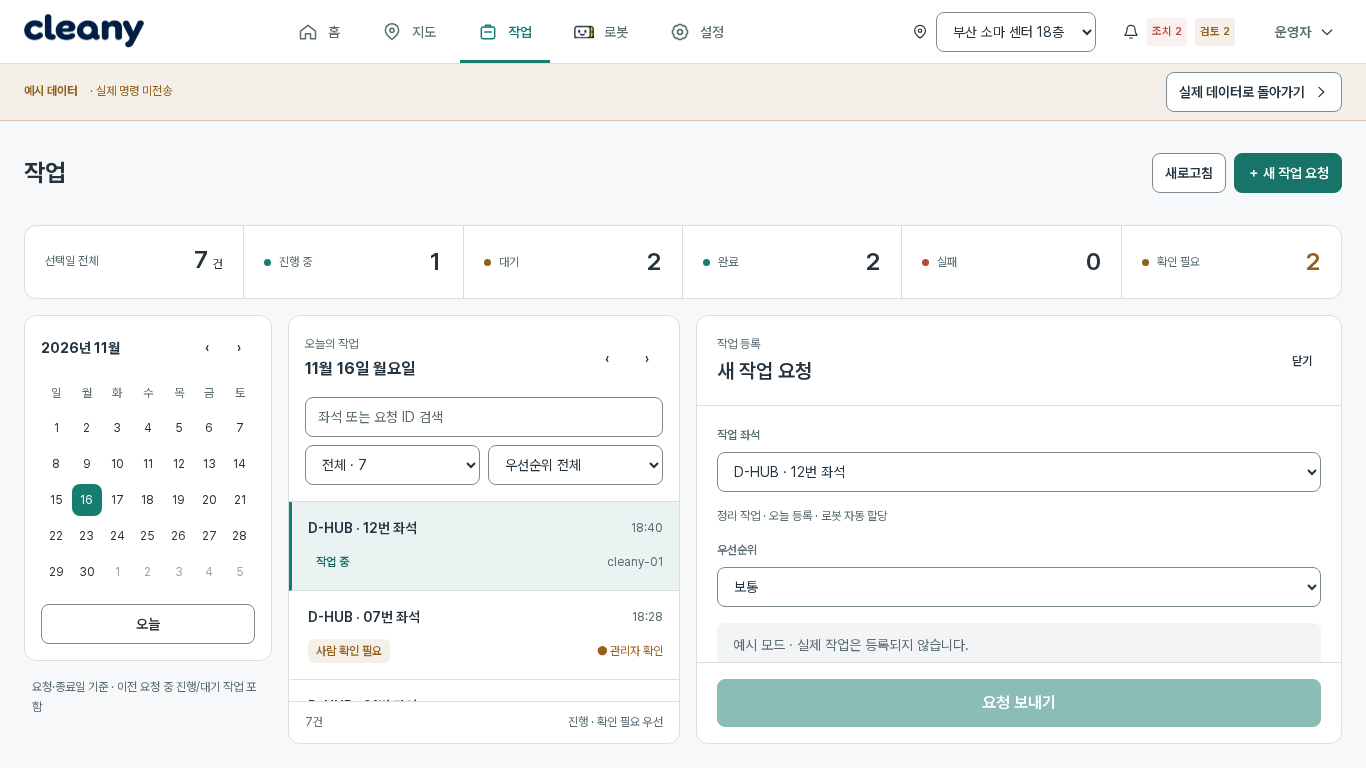 cleany
홈
지도
작업
로봇
설정
부산 소마 센터 18층
조치 2
검토 2
운영자
예시 데이터 · 실제 명령 미전송
실제 데이터로 돌아가기
작업
새로고침
+ 새 작업 요청
선택일 전체 7 건
진행 중 1
대기 2
완료 2
실패 0
확인 필요 2
2026년 11월 ‹ ›
일 월 화 수 목 금 토
1 2 3 4 5 6 7
8 9 10 11 12 13 14
15 16 17 18 19 20 21
22 23 24 25 26 27 28
29 30 1 2 3 4 5
오늘
요청·종료일 기준 · 이전 요청 중 진행/대기 작업 포
함
오늘의 작업
11월 16일 월요일 ‹ ›
좌석 또는 요청 ID 검색
전체 · 7
우선순위 전체
D-HUB · 12번 좌석 18:40
작업 중 cleany-01
D-HUB · 07번 좌석 18:28
사람 확인 필요 관리자 확인
7건 진행 · 확인 필요 우선
작업 등록
새 작업 요청
닫기
작업 좌석
D-HUB · 12번 좌석
정리 작업 · 오늘 등록 · 로봇 자동 할당
우선순위
보통
예시 모드 · 실제 작업은 등록되지 않습니다.
요청 보내기